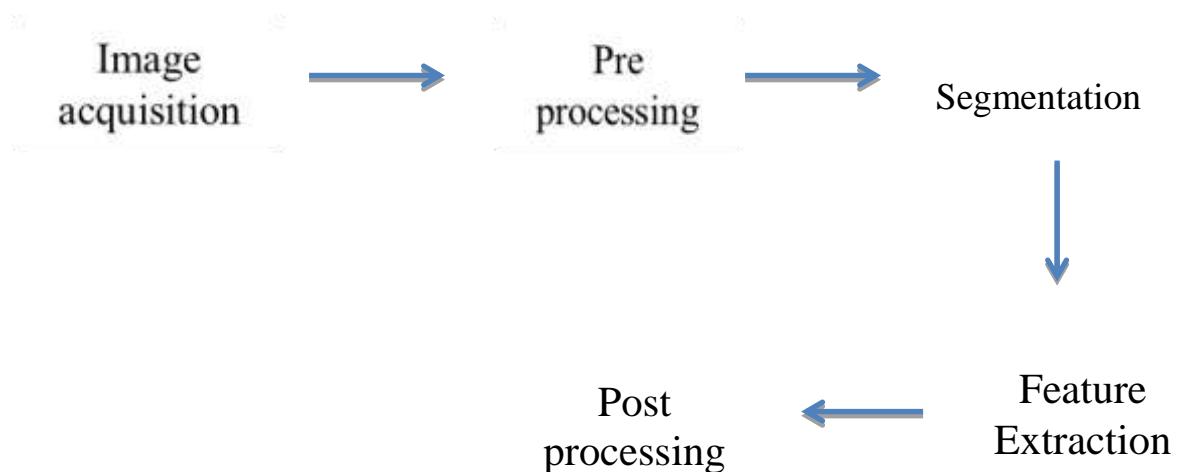 Image
acquisition
Pre
processing
Segmentation
Feature
Extraction
Post
processing